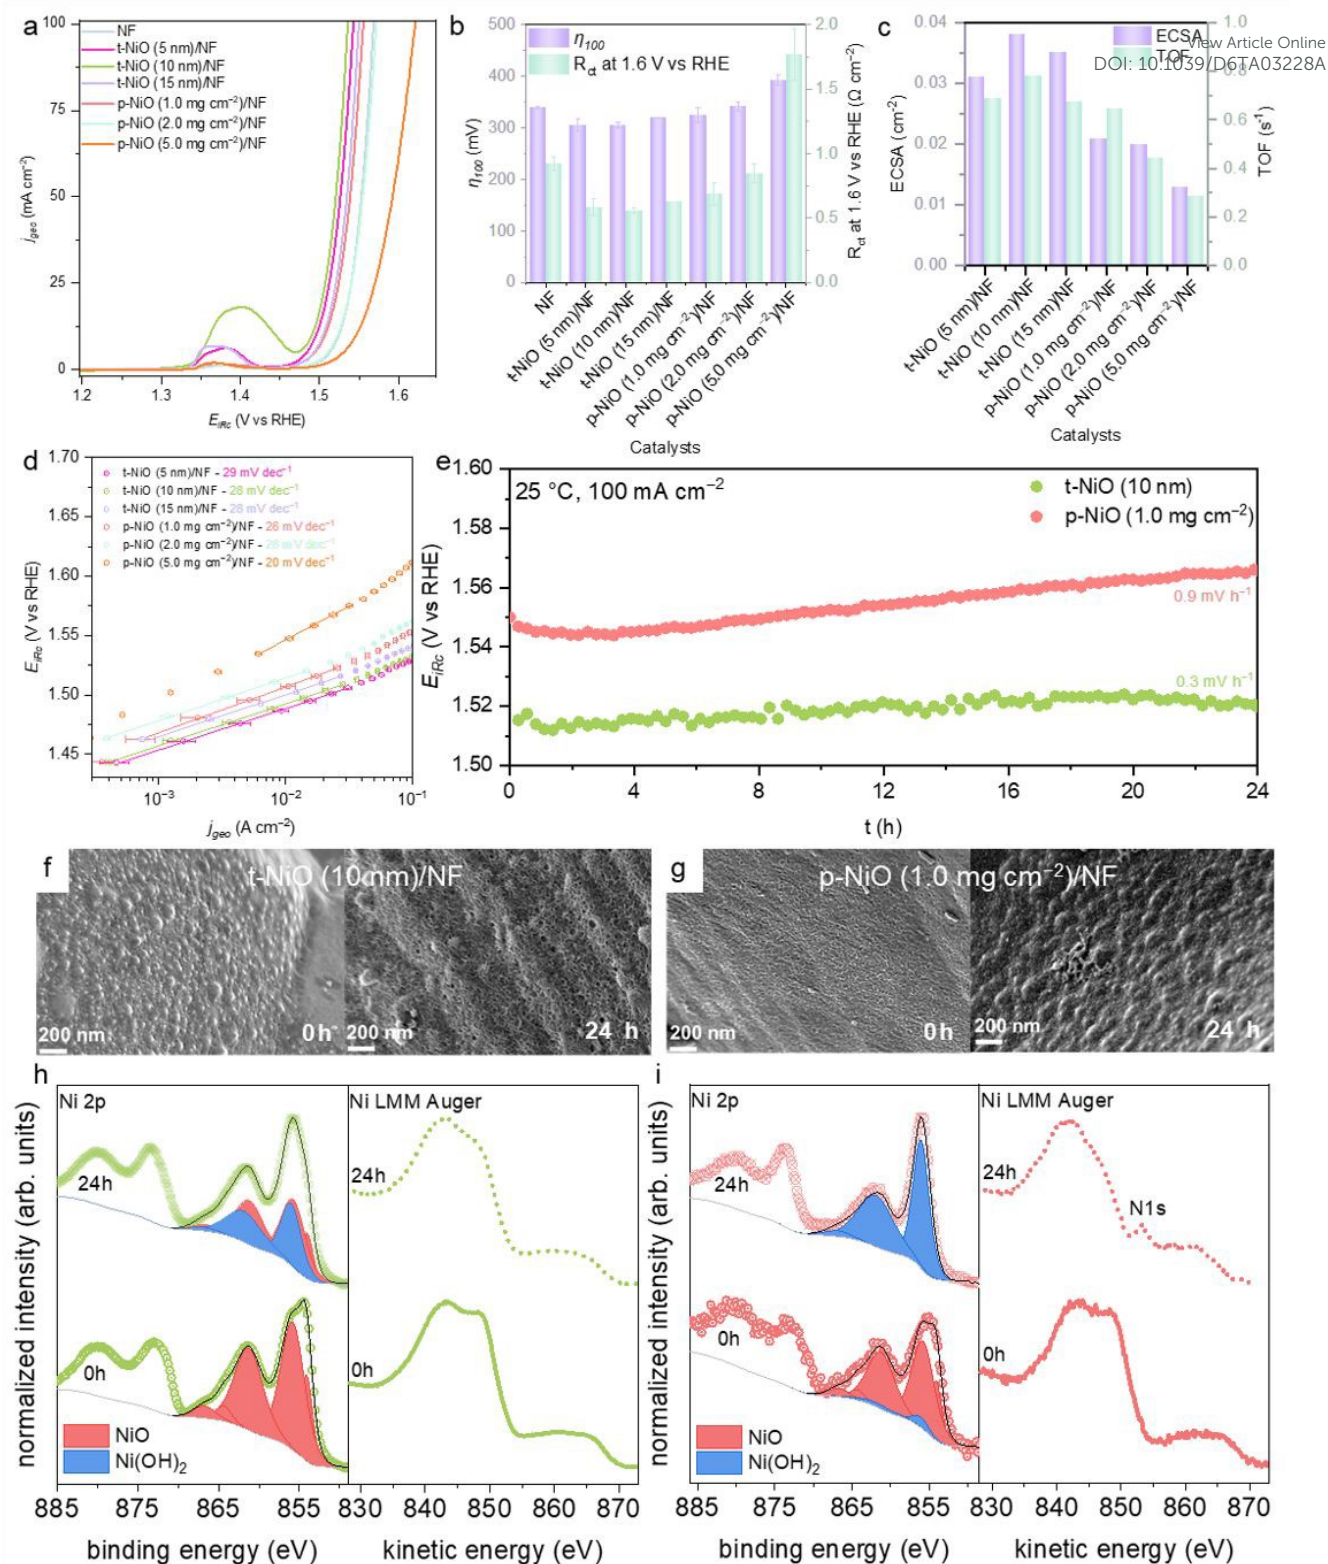 a
100
75
50
25
0
1.2 1.3 1.4 1.5 1.6
j_geo (mA cm⁻²)
E_iRc (V vs RHE)
NF
t-NiO (5 nm)/NF
t-NiO (10 nm)/NF
t-NiO (15 nm)/NF
p-NiO (1.0 mg cm⁻²)/NF
p-NiO (2.0 mg cm⁻²)/NF
p-NiO (5.0 mg cm⁻²)/NF
b
500
400
300
200
100
0
η₁₀₀ (mV)
η₁₀₀
R_ct at 1.6 V vs RHE
2.0
1.5
1.0
0.5
0.0
R_ct at 1.6 V vs RHE (Ω cm⁻²)
NF
t-NiO (5 nm)/NF
t-NiO (10 nm)/NF
t-NiO (15 nm)/NF
p-NiO (1.0 mg cm⁻²)/NF
p-NiO (2.0 mg cm⁻²)/NF
p-NiO (5.0 mg cm⁻²)/NF
Catalysts
c
0.04
0.03
0.02
0.01
0.00
ECSA (cm⁻²)
ECSA
TOF
View Article Online
DOI: 10.1039/D6TA03228A
1.0
0.8
0.6
0.4
0.2
0.0
TOF (s⁻¹)
t-NiO (5 nm)/NF
t-NiO (10 nm)/NF
t-NiO (15 nm)/NF
p-NiO (1.0 mg cm⁻²)/NF
p-NiO (2.0 mg cm⁻²)/NF
p-NiO (5.0 mg cm⁻²)/NF
Catalysts
d
1.70
1.65
1.60
1.55
1.50
1.45
E_iRc (V vs RHE)
t-NiO (5 nm)/NF - 29 mV dec⁻¹
t-NiO (10 nm)/NF - 28 mV dec⁻¹
t-NiO (15 nm)/NF - 28 mV dec⁻¹
p-NiO (1.0 mg cm⁻²)/NF - 26 mV dec⁻¹
p-NiO (2.0 mg cm⁻²)/NF - 26 mV dec⁻¹
p-NiO (5.0 mg cm⁻²)/NF - 20 mV dec⁻¹
10⁻³ 10⁻² 10⁻¹
j_geo (A cm⁻²)
e
1.60
1.58
1.56
1.54
1.52
1.50
E_iRc (V vs RHE)
25 °C, 100 mA cm⁻²
t-NiO (10 nm)
p-NiO (1.0 mg cm⁻²)
0.9 mV h⁻¹
0.3 mV h⁻¹
0 4 8 12 16 20 24
t (h)
f
t-NiO (10 nm)/NF
200 nm
0 h
200 nm
24 h
g
p-NiO (1.0 mg cm⁻²)/NF
200 nm
0 h
200 nm
24 h
h
Ni 2p
Ni LMM Auger
24h
24h
0h
0h
NiO
Ni(OH)₂
885 875 865 855
830 840 850 860 870
binding energy (eV)
kinetic energy (eV)
normalized intensity (arb. units)
i
Ni 2p
Ni LMM Auger
24h
24h
N1s
0h
0h
NiO
Ni(OH)₂
885 875 865 855
830 840 850 860 870
binding energy (eV)
kinetic energy (eV)
normalized intensity (arb. units)